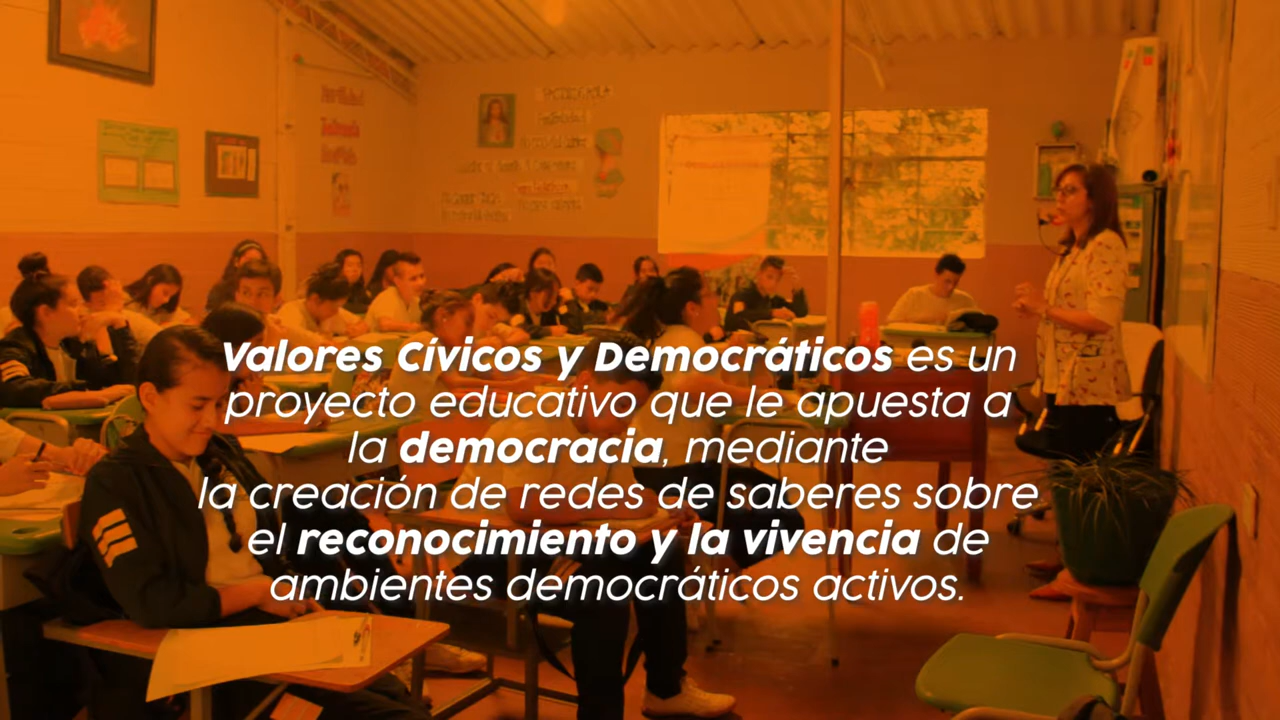 Valores Cívicos y Democráticos es un
proyecto educativo que le apuesta a
la democracia, mediante
la creación de redes de saberes sobre
el reconocimiento y la vivencia de
ambientes democráticos activos.